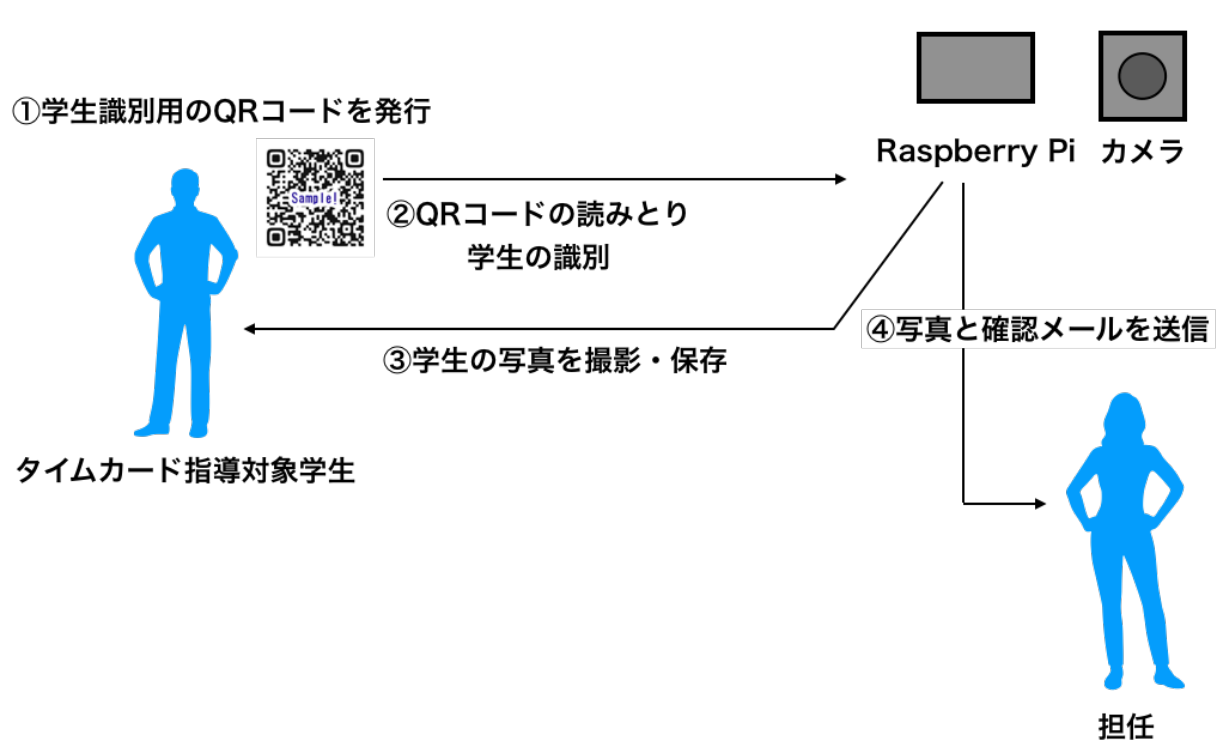 ①学生識別用のQRコードを発行
Sample!
Raspberry Pi
カメラ
②QRコードの読みとり
学生の識別
④写真と確認メールを送信
③学生の写真を撮影・保存
タイムカード指導対象学生
担任